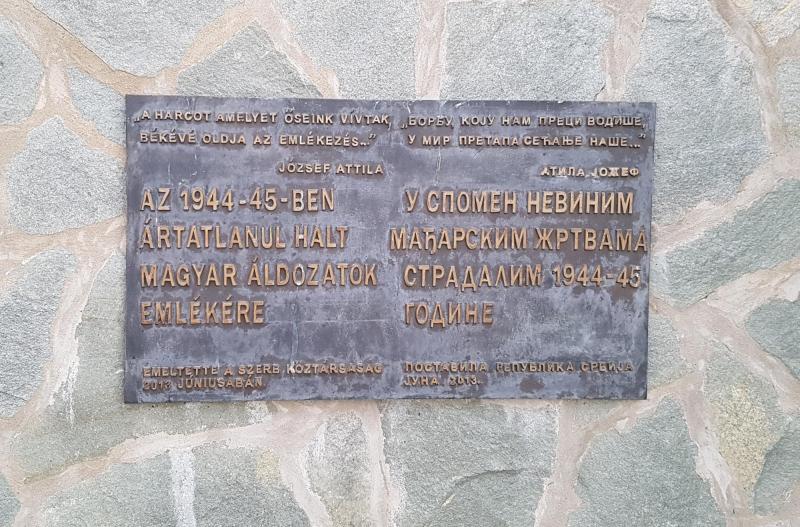 „A HARCOT AMELYET ŐSEINK VÍVTAK,
BÉKÉVÉ OLDJA AZ EMLÉKEZÉS..."
JÓZSEF ATTILA
AZ 1944-45-BEN
ÁRTATLANUL HALT
MAGYAR ÁLDOZATOK
EMLÉKÉRE
EMELTETTE A SZERB KÖZTÁRSASÁG
2013 JÚNIUSÁBAN.
„БОРБУ, КОЈУ НАМ ПРЕЦИ ВОДИШЕ,
У МИР ПРЕТАПА СЕЋАЊЕ НАШЕ..."
АТИЛА ЈОЖЕФ
У СПОМЕН НЕВИНИМ
МАЂАРСКИМ ЖРТВАМА
СТРАДАЛИМ 1944-45.
ГОДИНЕ
ПОСТАВИЛА РЕПУБЛИКА СРБИЈА
ЈУНА, 2013.